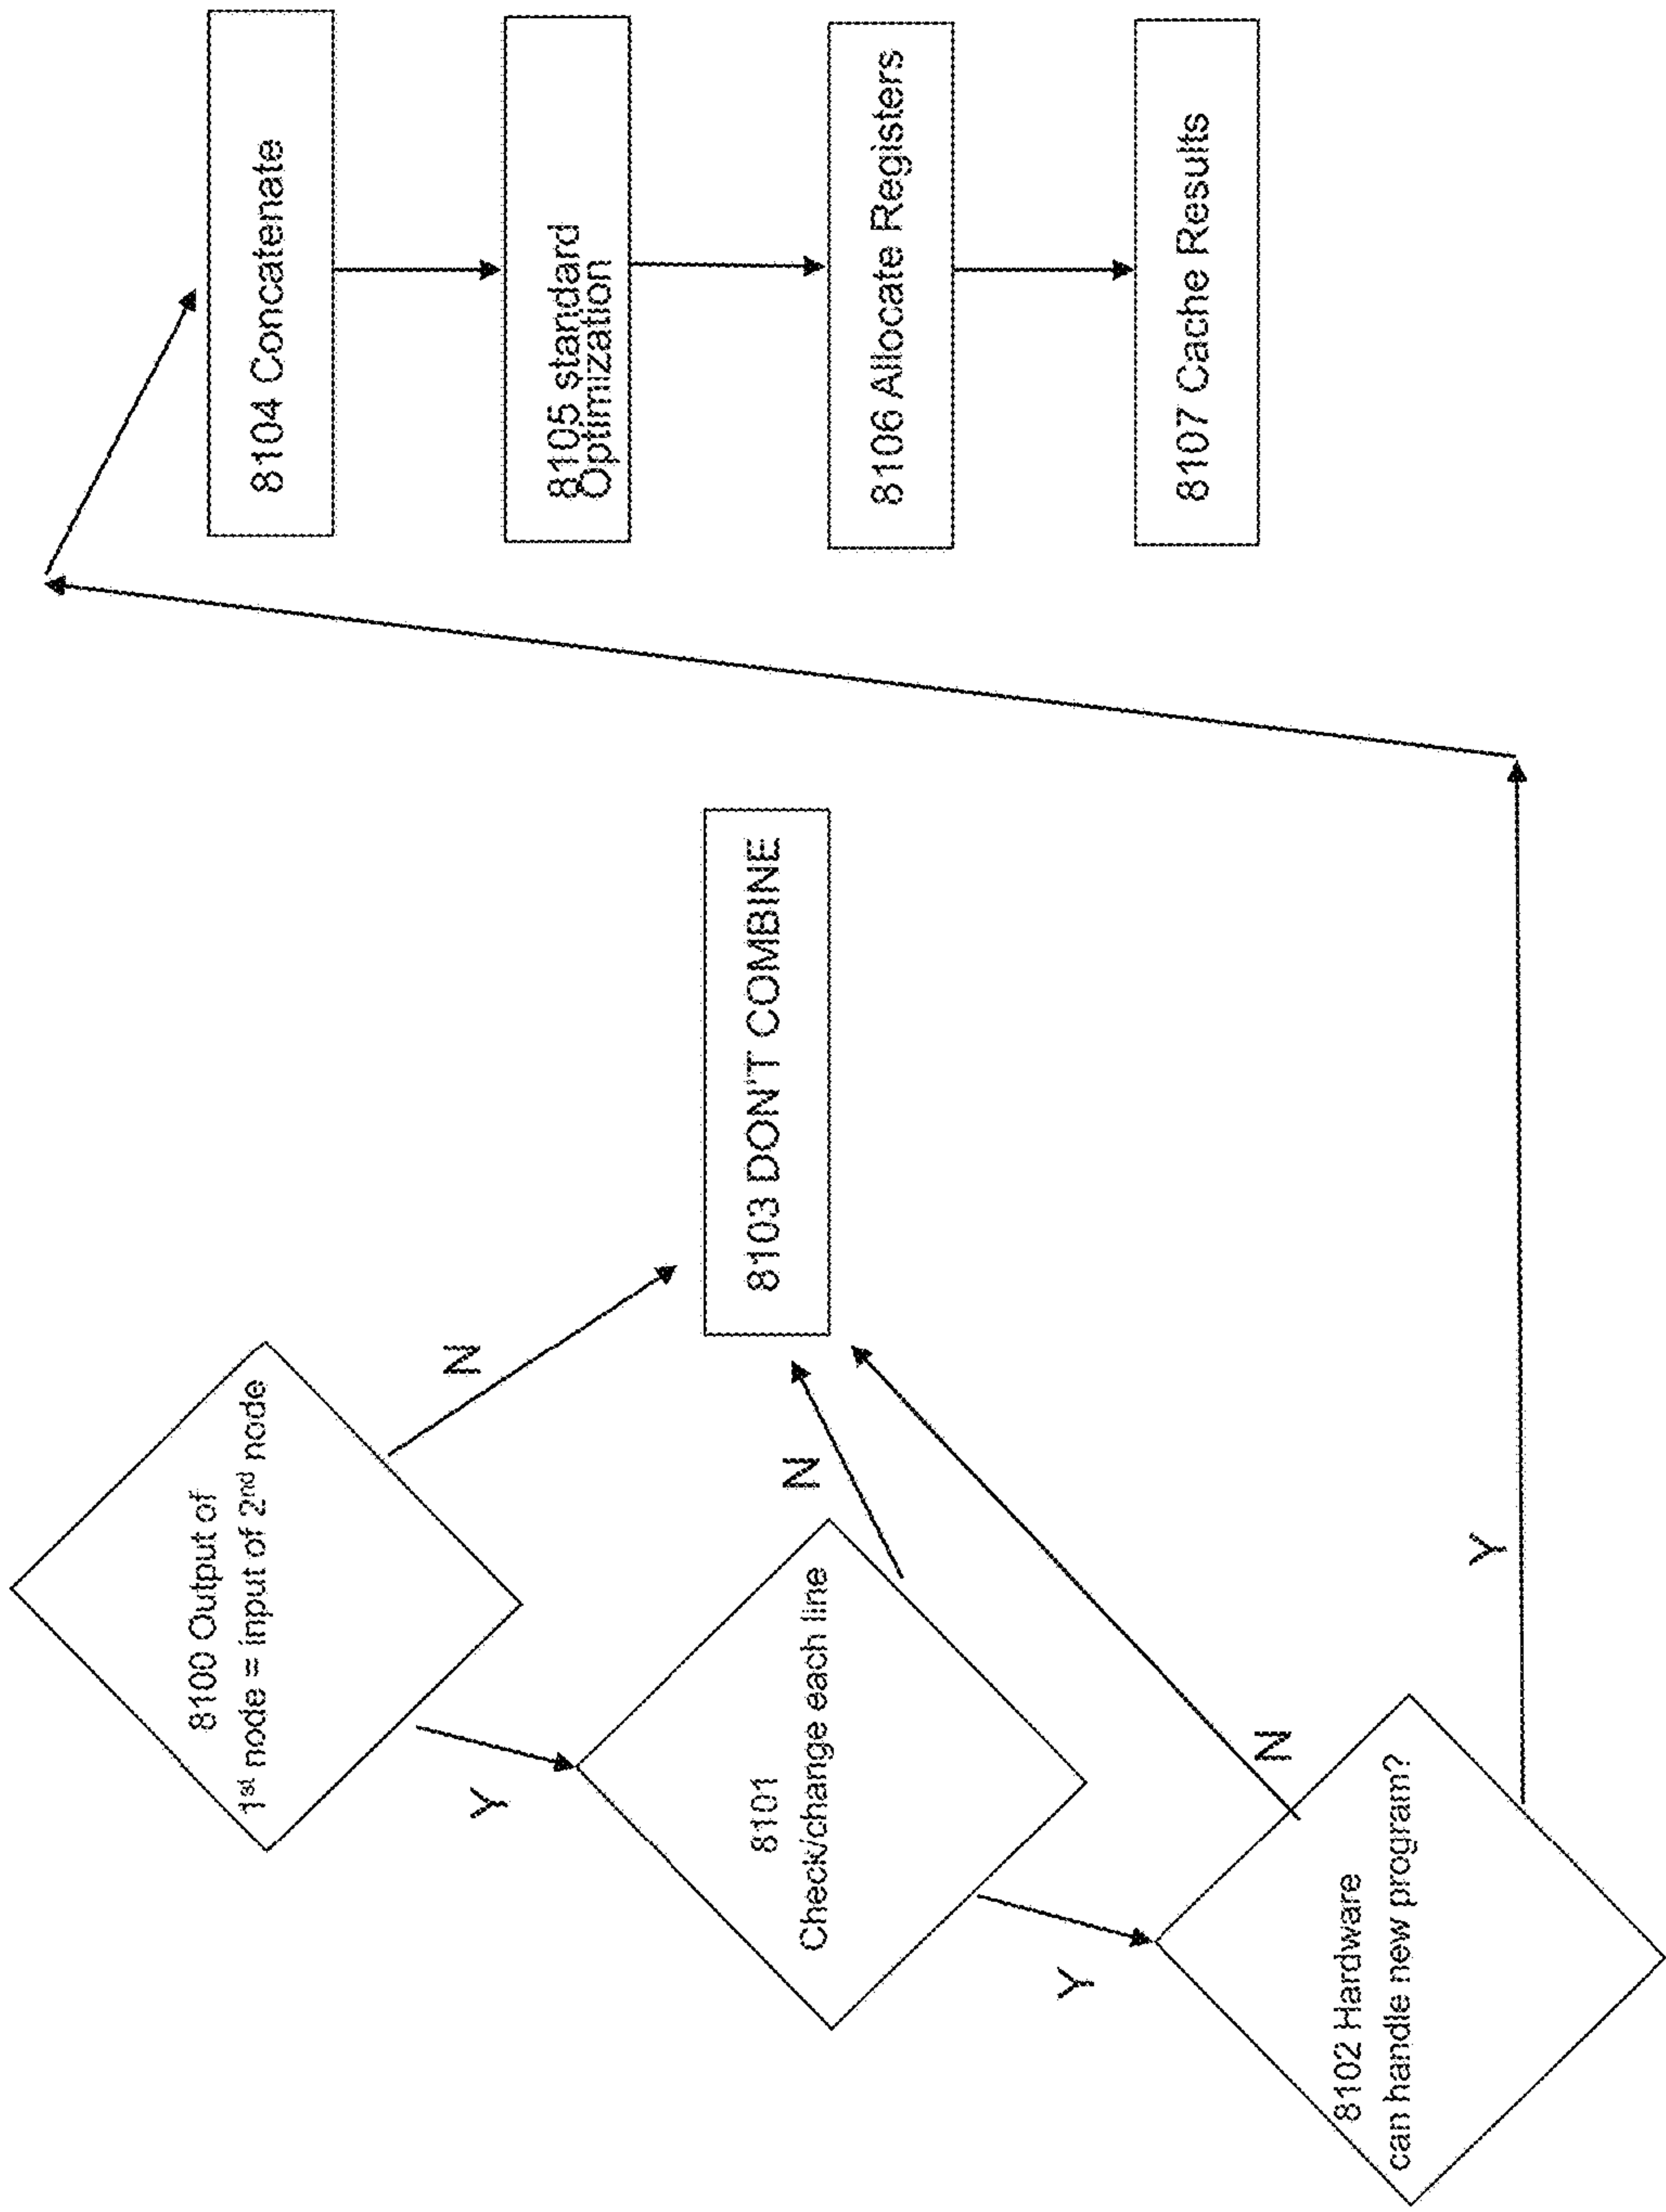 8100 Output of
1st node = input of 2nd node
N
Y
8101
Check/change each line
N
Y
8102 Hardware
can handle new program?
N
Y
8103 DON'T COMBINE
8104 Concatenate
8105 standard
Optimization
8106 Allocate Registers
8107 Cache Results